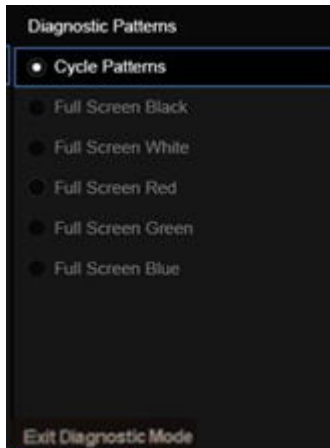 Diagnostic Patterns
Cycle Patterns
Full Screen Black
Full Screen White
Full Screen Red
Full Screen Green
Full Screen Blue
Exit Diagnostic Mode